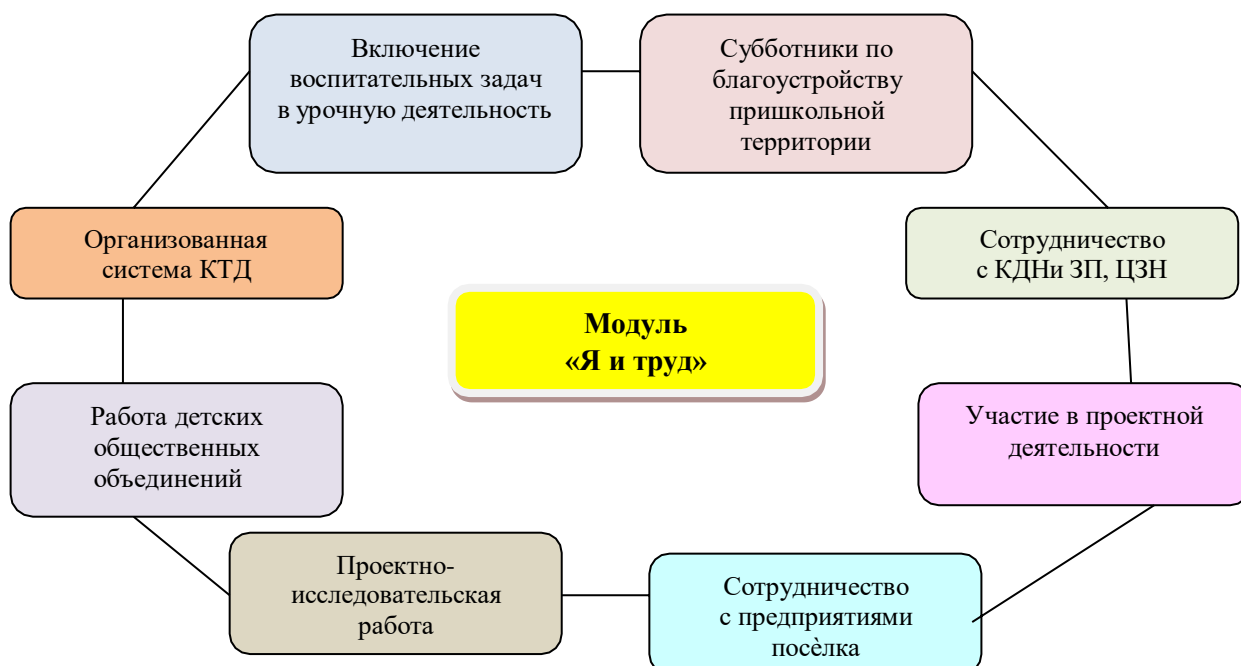 Включение
воспитательных задач
в урочную деятельность
Субботники по
благоустройству
пришкольной
территории
Организованная
система КТД
Сотрудничество
с КДНи ЗП, ЦЗН
Модуль
«Я и труд»
Работа детских
общественных
объединений
Участие в проектной
деятельности
Проектно-
исследовательская
работа
Сотрудничество
с предприятиями
посѐлка